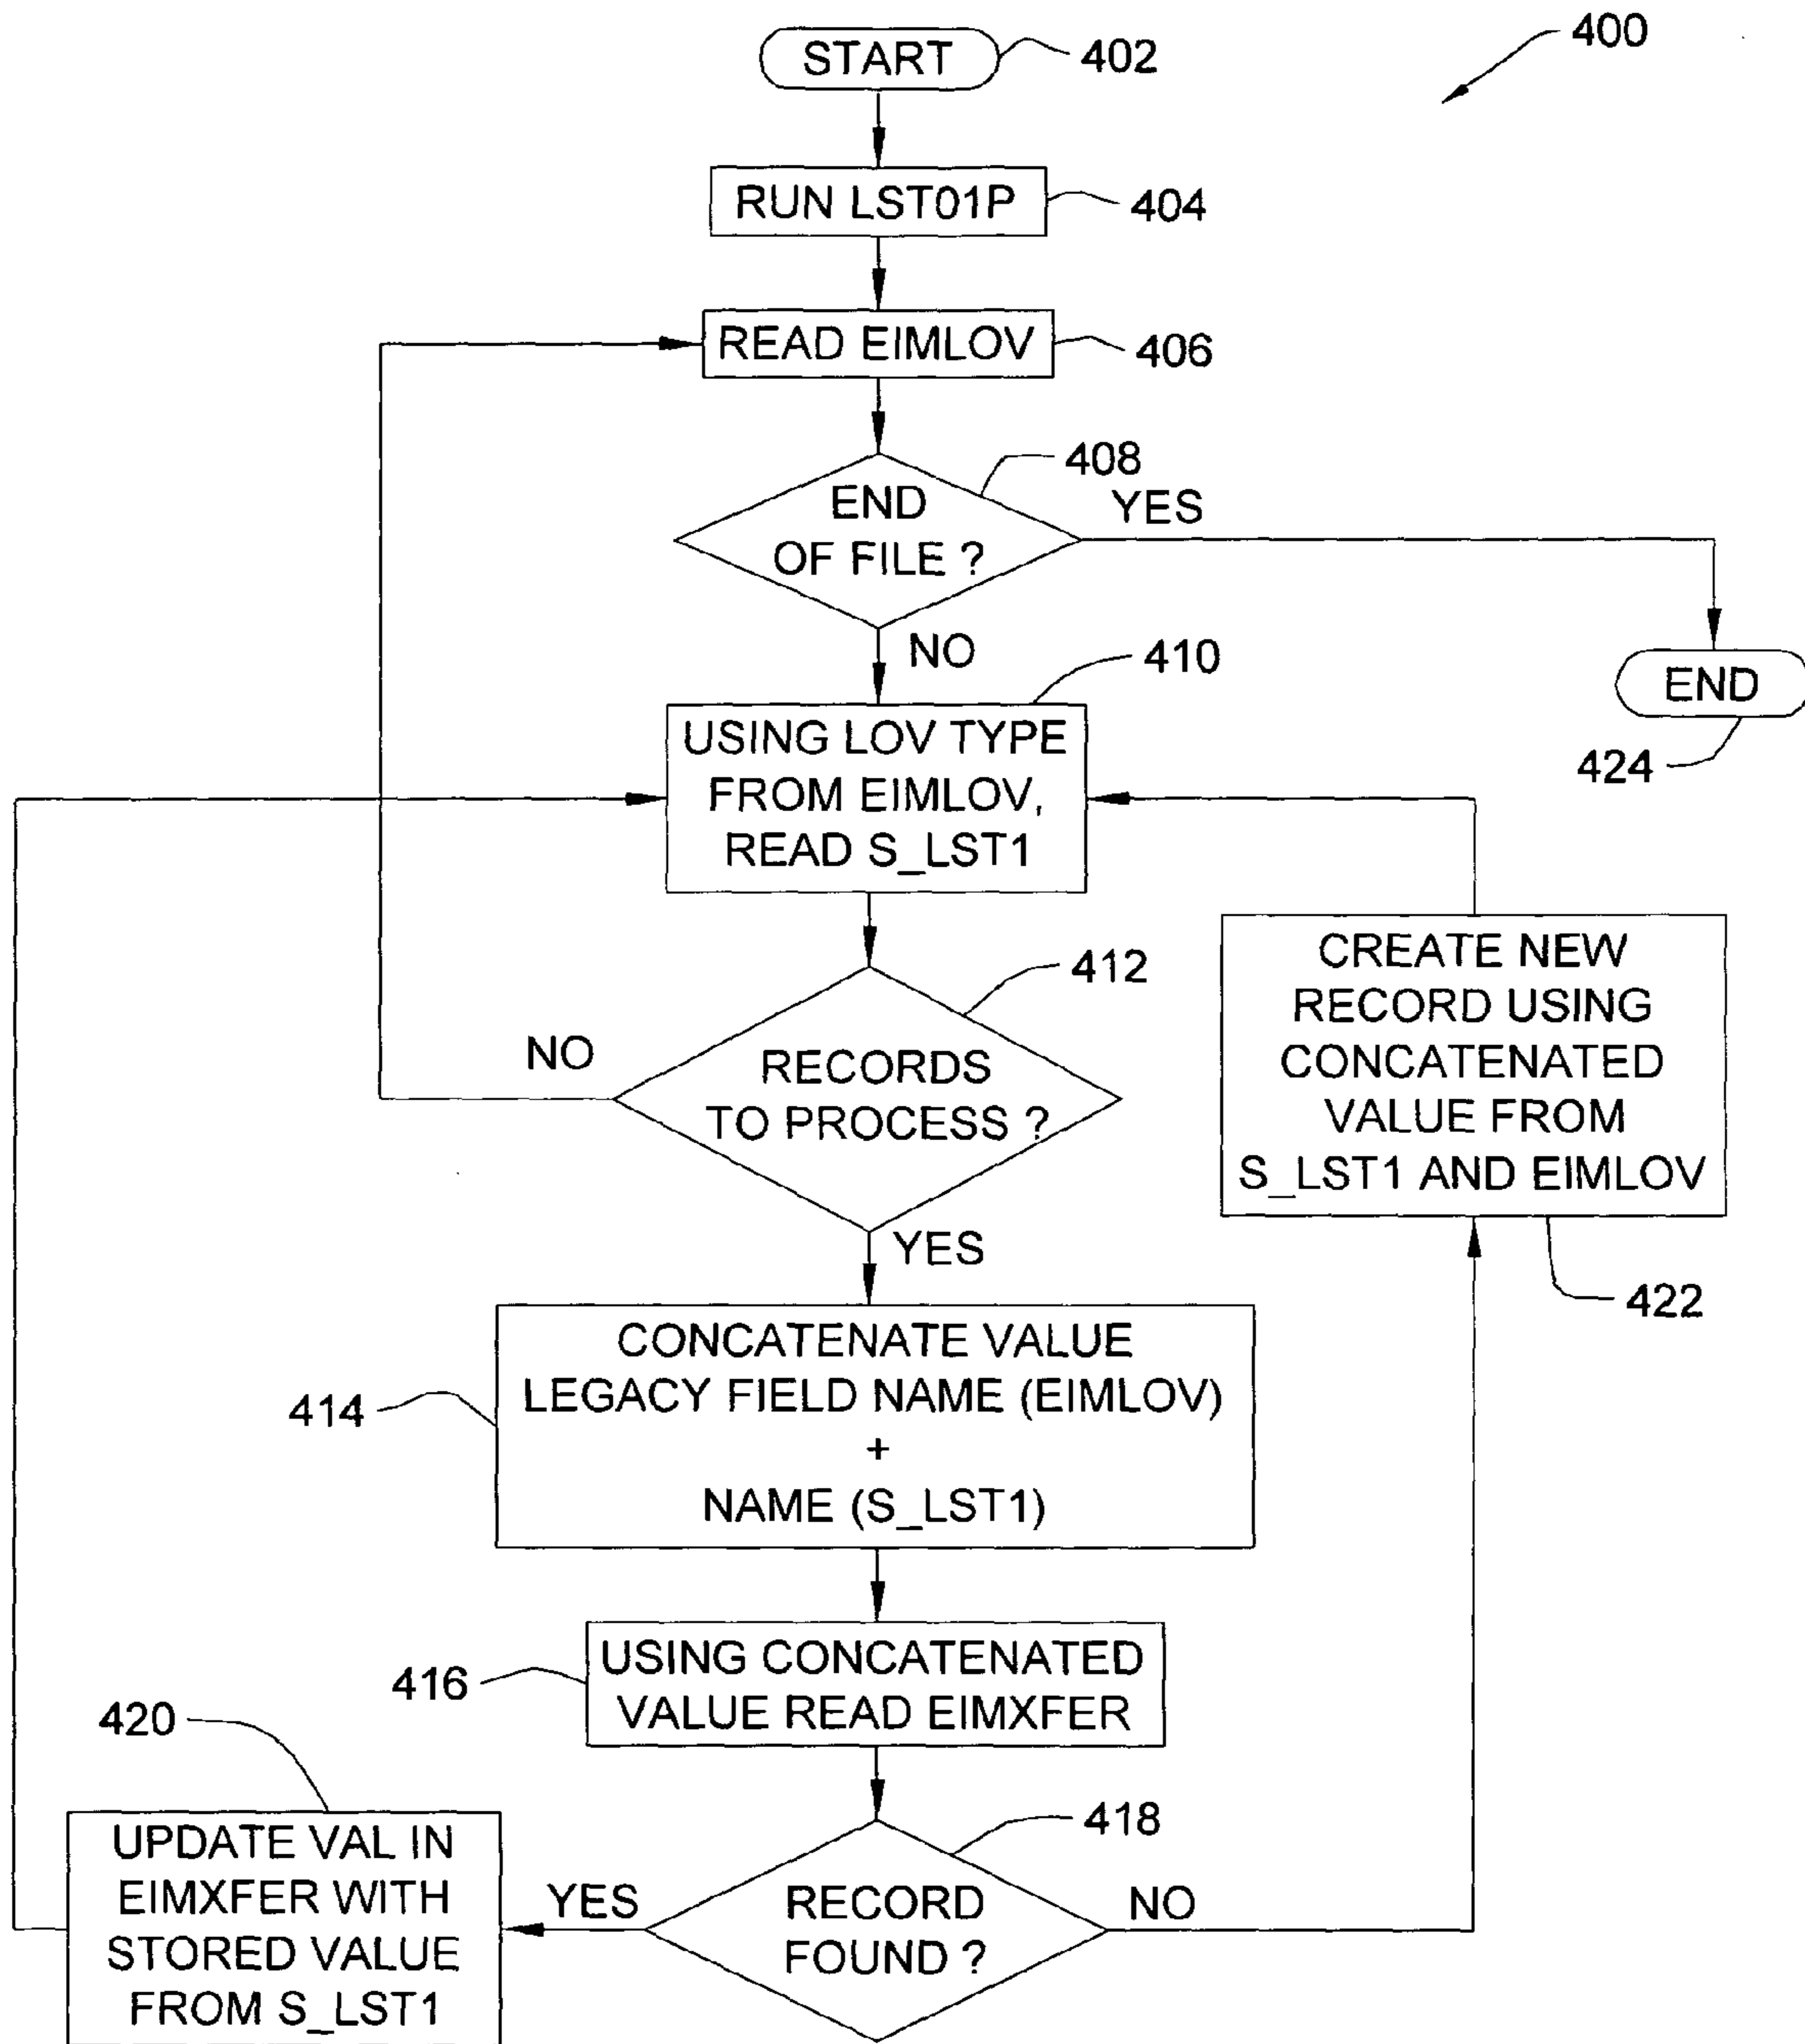 400
START
402
RUN LST01P
404
READ EIMLOV
406
408
END
OF FILE ?
YES
NO
END
424
410
USING LOV TYPE
FROM EIMLOV,
READ S_LST1
412
RECORDS
TO PROCESS ?
NO
YES
CREATE NEW
RECORD USING
CONCATENATED
VALUE FROM
S_LST1 AND EIMLOV
422
414
CONCATENATE VALUE
LEGACY FIELD NAME (EIMLOV)
+
NAME (S_LST1)
416
USING CONCATENATED
VALUE READ EIMXFER
418
RECORD
FOUND ?
YES
NO
420
UPDATE VAL IN
EIMXFER WITH
STORED VALUE
FROM S_LST1